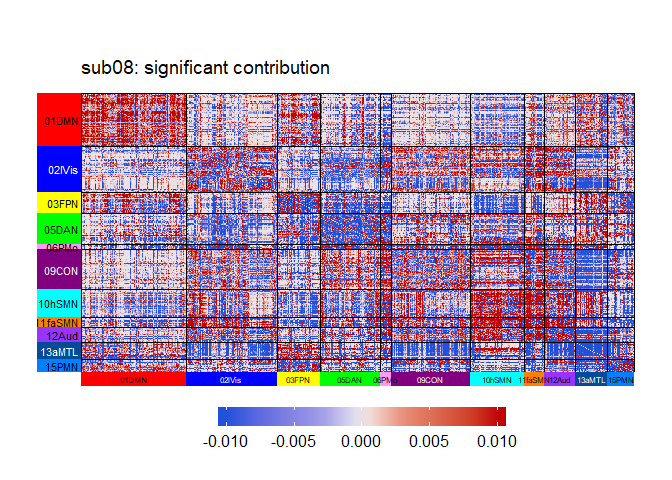 sub08: significant contribution
01DMN
02lVis
03FPN
05DAN
06PMo
09CON
10hSMN
11faSMN
12Aud
13aMTL
15PMN
01DMN 02lVis 03FPN 05DAN 06PMo 09CON 10hSMN 11faSMN 12Aud 13aMTL 15PMN
-0.010 -0.005 0.000 0.005 0.010